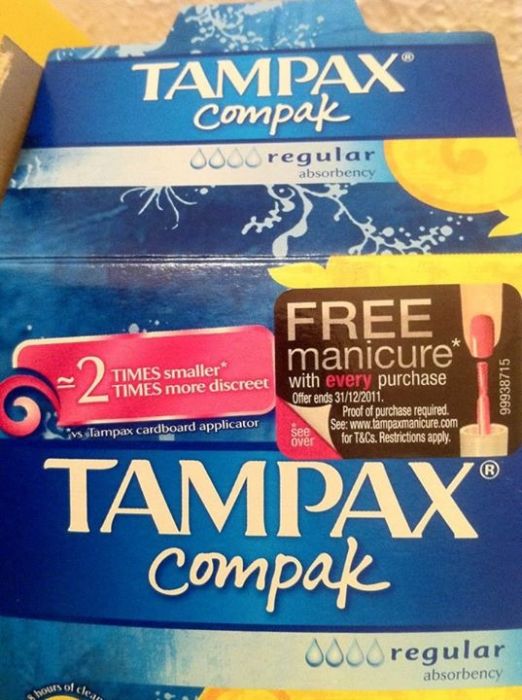 TAMPAX®
compak
regular
absorbency
FREE
manicure*
with every purchase
Offer ends 31/12/2011.
Proof of purchase required.
See: www.tampaxmanicure.com
for T&Cs. Restrictions apply.
*see
over
99938715
≃2 TIMES smaller*
TIMES more discreet
*vs Tampax cardboard applicator
TAMPAX®
compak
regular
absorbency
8 hours of clean